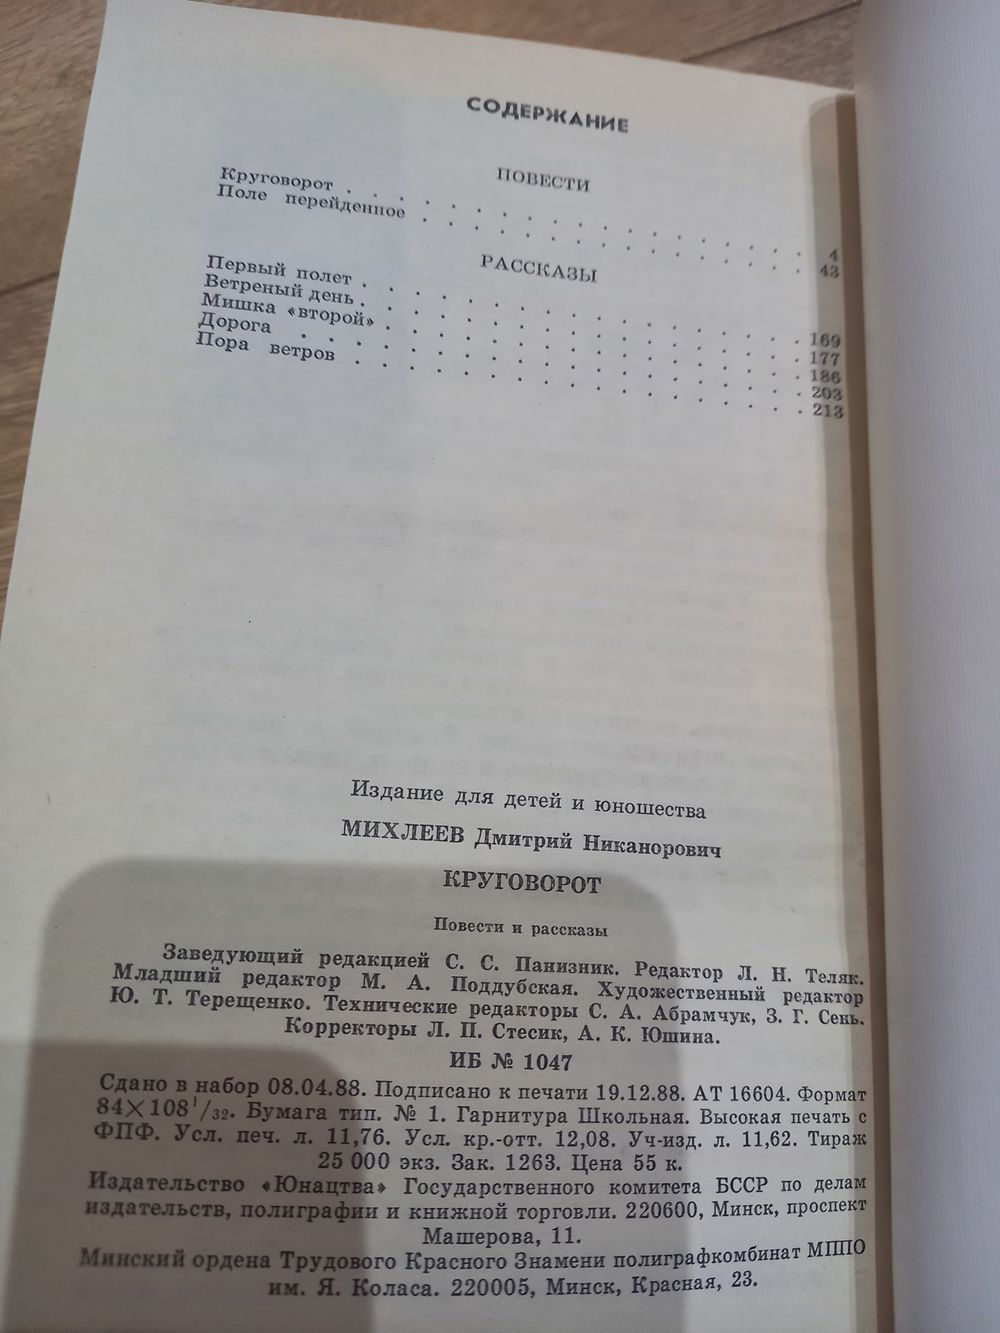 СОДЕРЖАНИЕ
ПОВЕСТИ
Круговорот . . . . . . . . . . . . . . . . . . 4
Поле перейденное . . . . . . . . . . . . . . . 43
РАССКАЗЫ
Первый полет . . . . . . . . . . . . . . . . . 169
Ветреный день . . . . . . . . . . . . . . . . . 177
Мишка «второй» . . . . . . . . . . . . . . . . 186
Дорога . . . . . . . . . . . . . . . . . . . . 203
Пора ветров . . . . . . . . . . . . . . . . . 213
Издание для детей и юношества
МИХЛЕЕВ Дмитрий Никанорович
КРУГОВОРОТ
Повести и рассказы
Заведующий редакцией С. С. Панизник. Редактор Л. Н. Теляк.
Младший редактор М. А. Поддубская. Художественный редактор
Ю. Т. Терещенко. Технические редакторы С. А. Абрамчук, З. Г. Сень.
Корректоры Л. П. Стесик, А. К. Юшина.
ИБ № 1047
Сдано в набор 08.04.88. Подписано к печати 19.12.88. АТ 16604. Формат
84×108¹/₃₂. Бумага тип. № 1. Гарнитура Школьная. Высокая печать с
ФПФ. Усл. печ. л. 11,76. Усл. кр.-отт. 12,08. Уч-изд. л. 11,62. Тираж
25 000 экз. Зак. 1263. Цена 55 к.
Издательство «Юнацтва» Государственного комитета БССР по делам
издательств, полиграфии и книжной торговли. 220600, Минск, проспект
Машерова, 11.
Минский ордена Трудового Красного Знамени полиграфкомбинат МППО
им. Я. Коласа. 220005, Минск, Красная, 23.